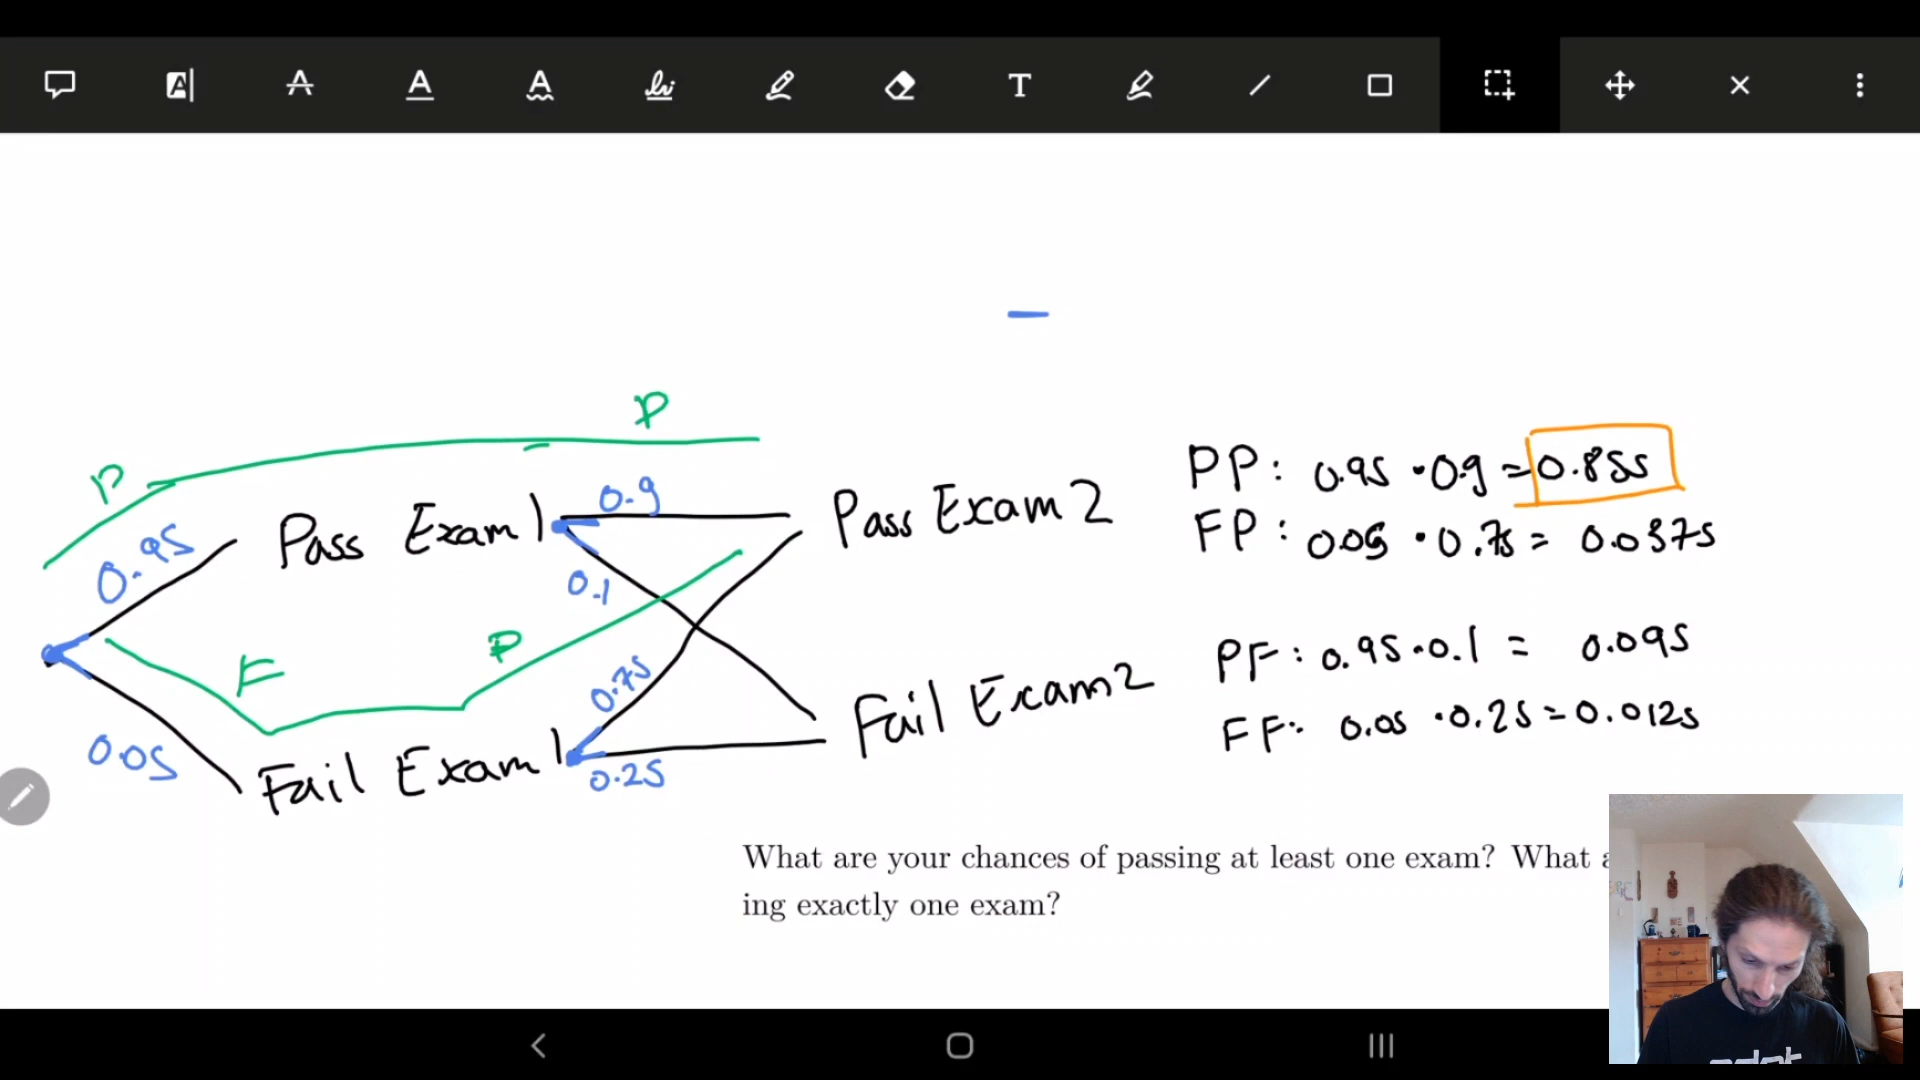 P
P
0.95
Pass Exam 1
0.9
0.1
Pass Exam 2
PP: 0.95 · 0.9 = 0.855
FP: 0.05 · 0.75 = 0.0375
F
P
0.75
0.05
Fail Exam 1
0.25
Fail Exam 2
PF: 0.95 · 0.1 = 0.095
FF: 0.05 · 0.25 = 0.0125
What are your chances of passing at least one exam? What
ing exactly one exam?